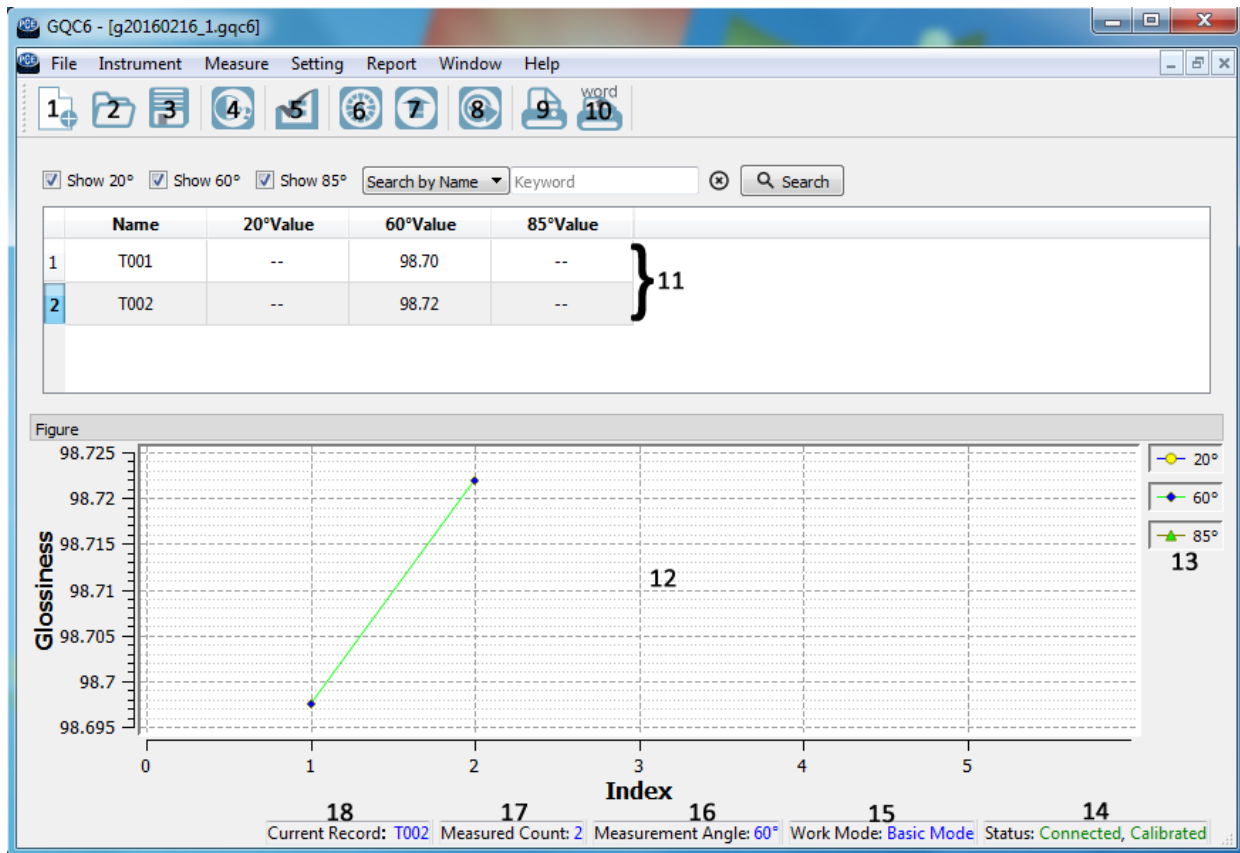 PCE GQC6 - [g20160216_1.gqc6]
PCE File Instrument Measure Setting Report Window Help
word
1 2 3 4 5 6 7 8 9 10
Show 20° Show 60° Show 85° Search by Name Keyword Search
Name 20°Value 60°Value 85°Value
1 T001 -- 98.70 --
2 T002 -- 98.72 --
} 11
Figure
98.725
98.72
98.715
98.71
98.705
98.7
98.695
Glossiness
12
20°
60°
85°
13
0 1 2 3 4 5
Index
18 17 16 15 14
Current Record: T002 Measured Count: 2 Measurement Angle: 60° Work Mode: Basic Mode Status: Connected, Calibrated